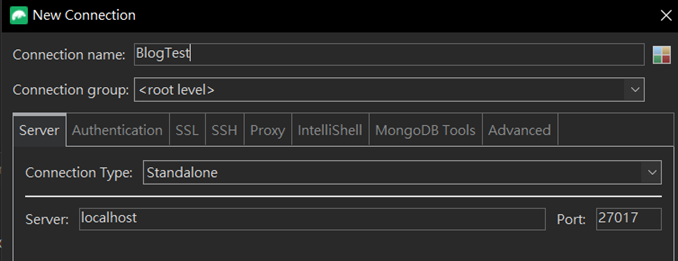 New Connection
Connection name: BlogTest
Connection group: <root level>
Server Authentication SSL SSH Proxy IntelliShell MongoDB Tools Advanced
Connection Type: Standalone
Server: localhost Port: 27017